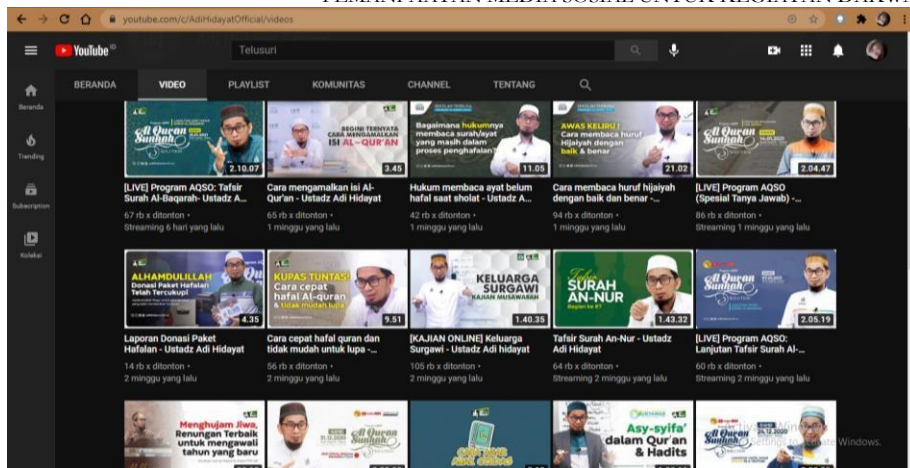 PEMANFAATAN MEDIA SOSIAL UNTUK KEGIATAN DAKWA
youtube.com/c/AdiHidayatOfficial/videos
YouTube ID
Telusuri
BERANDA VIDEO PLAYLIST KOMUNITAS CHANNEL TENTANG
Beranda
Trending
Subscription
Koleksi
Al Quran Sunnah
2.10.07
[LIVE] Program AQSO: Tafsir
Surah Al-Baqarah- Ustadz A...
67 rb x ditonton •
Streaming 6 hari yang lalu
BEGINI TERNYATA
CARA MENGAMALKAN
ISI AL-QUR'AN
3.45
Cara mengamalkan isi Al-
Qur'an - Ustadz Adi Hidayat
65 rb x ditonton •
1 minggu yang lalu
Bagaimana hukumnya
membaca surah/ayat
yang masih dalam
proses penghafalan
11.05
Hukum membaca ayat belum
hafal saat sholat - Ustadz A...
42 rb x ditonton •
1 minggu yang lalu
AWAS KELIRU !
Cara membaca huruf
Hijaiyah dengan
baik & benar
21.02
Cara membaca huruf hijaiyah
dengan baik dan benar -...
94 rb x ditonton •
1 minggu yang lalu
Al Quran Sunnah
2.04.47
[LIVE] Program AQSO
(Spesial Tanya Jawab) -...
86 rb x ditonton •
Streaming 1 minggu yang lalu
ALHAMDULILLAH
Donasi Paket Hafalan
Telah Tercukupi
4.35
Laporan Donasi Paket
Hafalan - Ustadz Adi Hidayat
14 rb x ditonton •
2 minggu yang lalu
KUPAS TUNTAS!
Cara cepat
hafal Al-quran
& tidak mudah lupa
9.51
Cara cepat hafal quran dan
tidak mudah untuk lupa -...
56 rb x ditonton •
2 minggu yang lalu
KELUARGA
SURGAWI
KAJIAN MUSAWARAH
1.40.35
[KAJIAN ONLINE] Keluarga
Surgawi - Ustadz Adi hidayat
105 rb x ditonton •
2 minggu yang lalu
Tafsir
SURAH
AN-NUR
1.43.32
Tafsir Surah An-Nur - Ustadz
Adi Hidayat
64 rb x ditonton •
Streaming 2 minggu yang lalu
Al Quran Sunnah
2.05.19
[LIVE] Program AQSO:
Lanjutan Tafsir Surah Al-...
60 rb x ditonton •
Streaming 2 minggu yang lalu
Menghujam Jiwa,
Renungan Terbaik
untuk mengawali
tahun yang baru
Al Quran Sunnah
Asy-syifa'
dalam Qur'an
& Hadits
Al Quran Sunnah